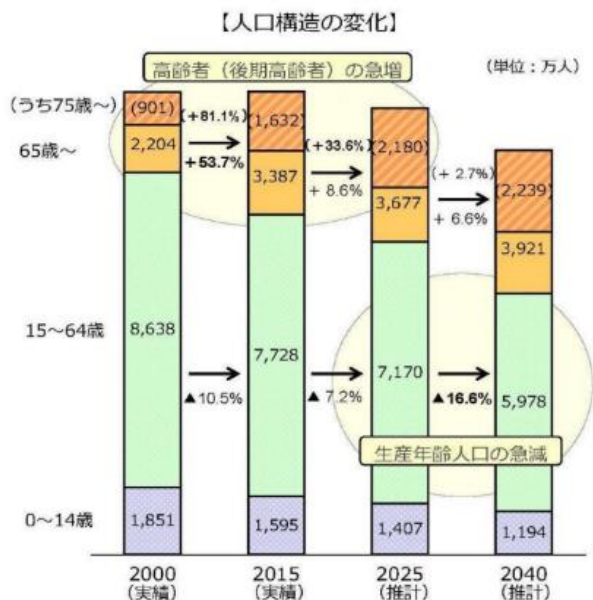 【人口構造の変化】
高齢者（後期高齢者）の急増
（単位：万人）
(うち75歳～)
(901)
(+81.1%)
(1,632)
(+33.6%)
(2,180)
(+ 2.7%)
(2,239)
65歳～
2,204
+53.7%
3,387
+ 8.6%
3,677
+ 6.6%
3,921
15～64歳
8,638
▲10.5%
7,728
▲ 7.2%
7,170
▲16.6%
5,978
生産年齢人口の急減
0～14歳
1,851
1,595
1,407
1,194
2000
(実績)
2015
(実績)
2025
(推計)
2040
(推計)